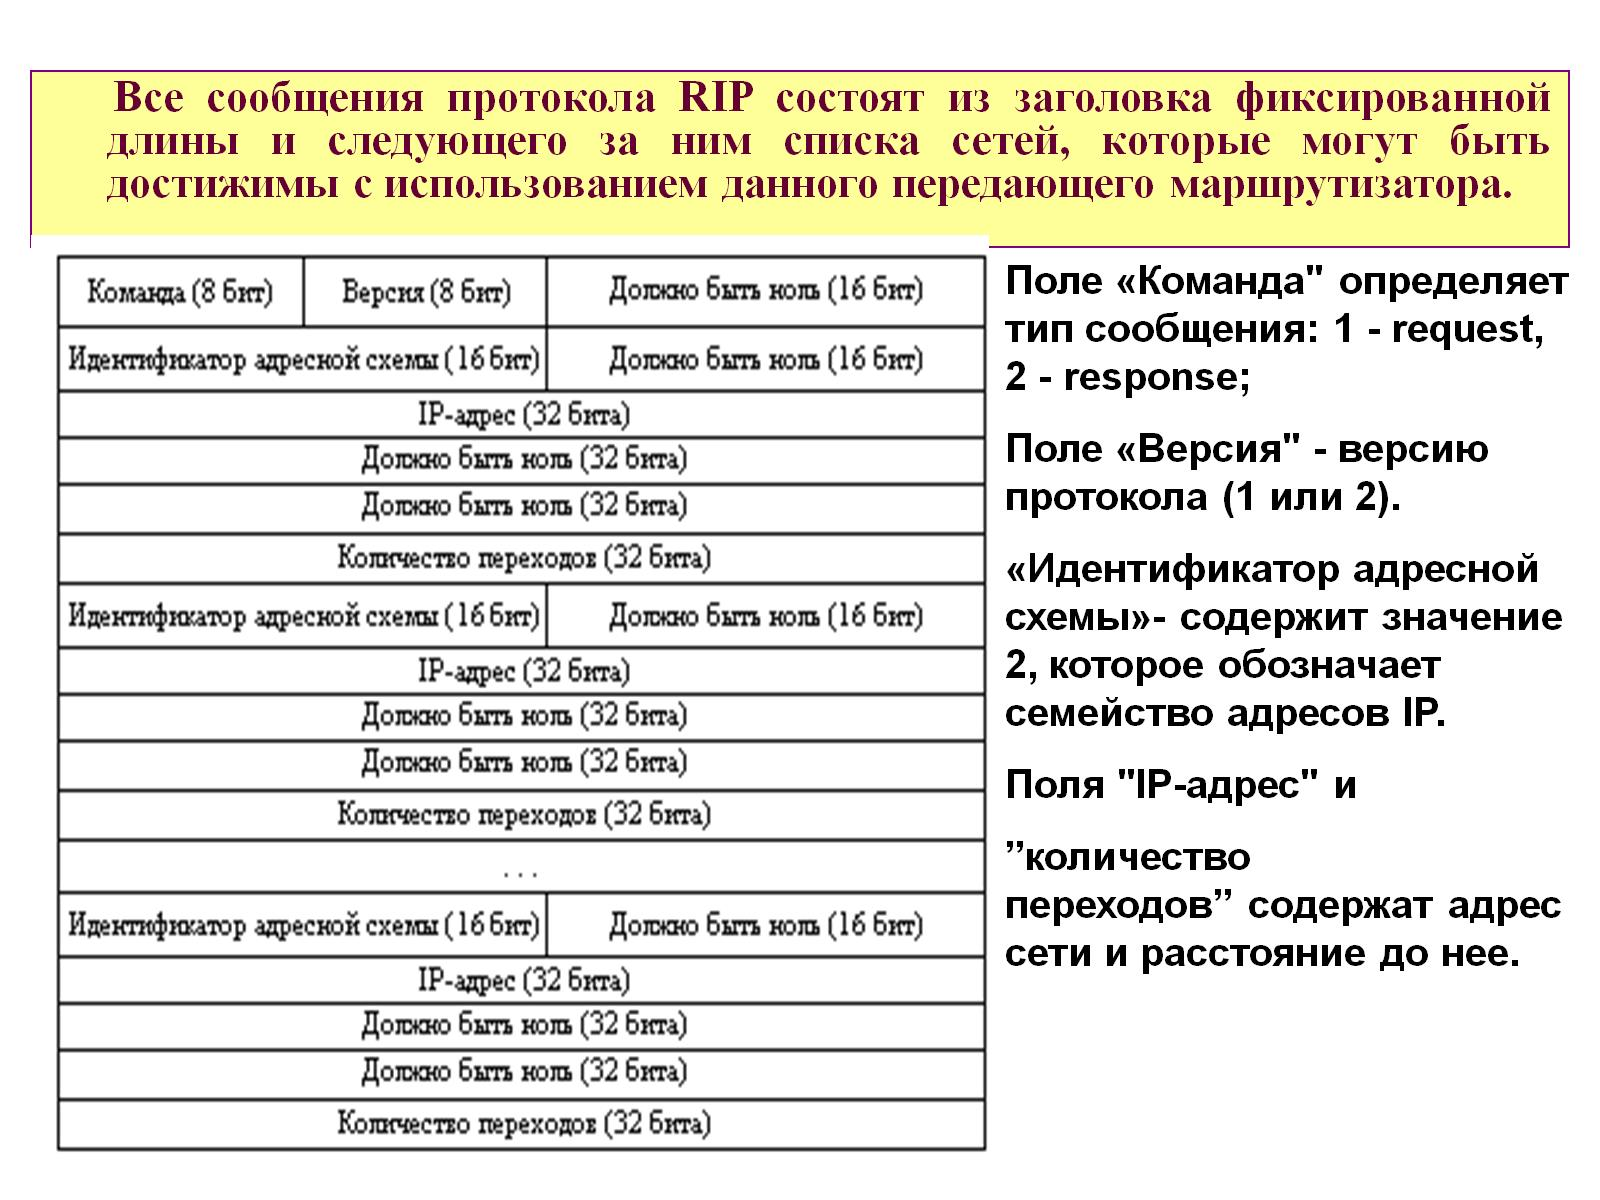 Все сообщения протокола RIP состоят из заголовка фиксированной
длины и следующего за ним списка сетей, которые могут быть
достижимы с использованием данного передающего маршрутизатора.
Команда (8 бит) Версия (8 бит) Должно быть ноль (16 бит)
Идентификатор адресной схемы (16 бит) Должно быть ноль (16 бит)
IP-адрес (32 бита)
Должно быть ноль (32 бита)
Должно быть ноль (32 бита)
Количество переходов (32 бита)
Идентификатор адресной схемы (16 бит) Должно быть ноль (16 бит)
IP-адрес (32 бита)
Должно быть ноль (32 бита)
Должно быть ноль (32 бита)
Количество переходов (32 бита)
. . .
Идентификатор адресной схемы (16 бит) Должно быть ноль (16 бит)
IP-адрес (32 бита)
Должно быть ноль (32 бита)
Должно быть ноль (32 бита)
Количество переходов (32 бита)
Поле «Команда" определяет
тип сообщения: 1 - request,
2 - response;
Поле «Версия" - версию
протокола (1 или 2).
«Идентификатор адресной
схемы»- содержит значение
2, которое обозначает
семейство адресов IP.
Поля "IP-адрес" и
”количество
переходов” содержат адрес
сети и расстояние до нее.